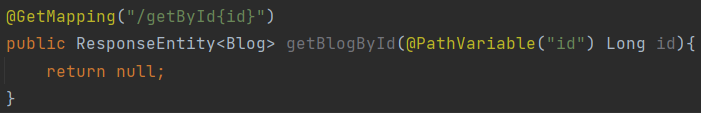 @GetMapping("/getById{id}")
public ResponseEntity<Blog> getBlogById(@PathVariable("id") Long id){
    return null;
}